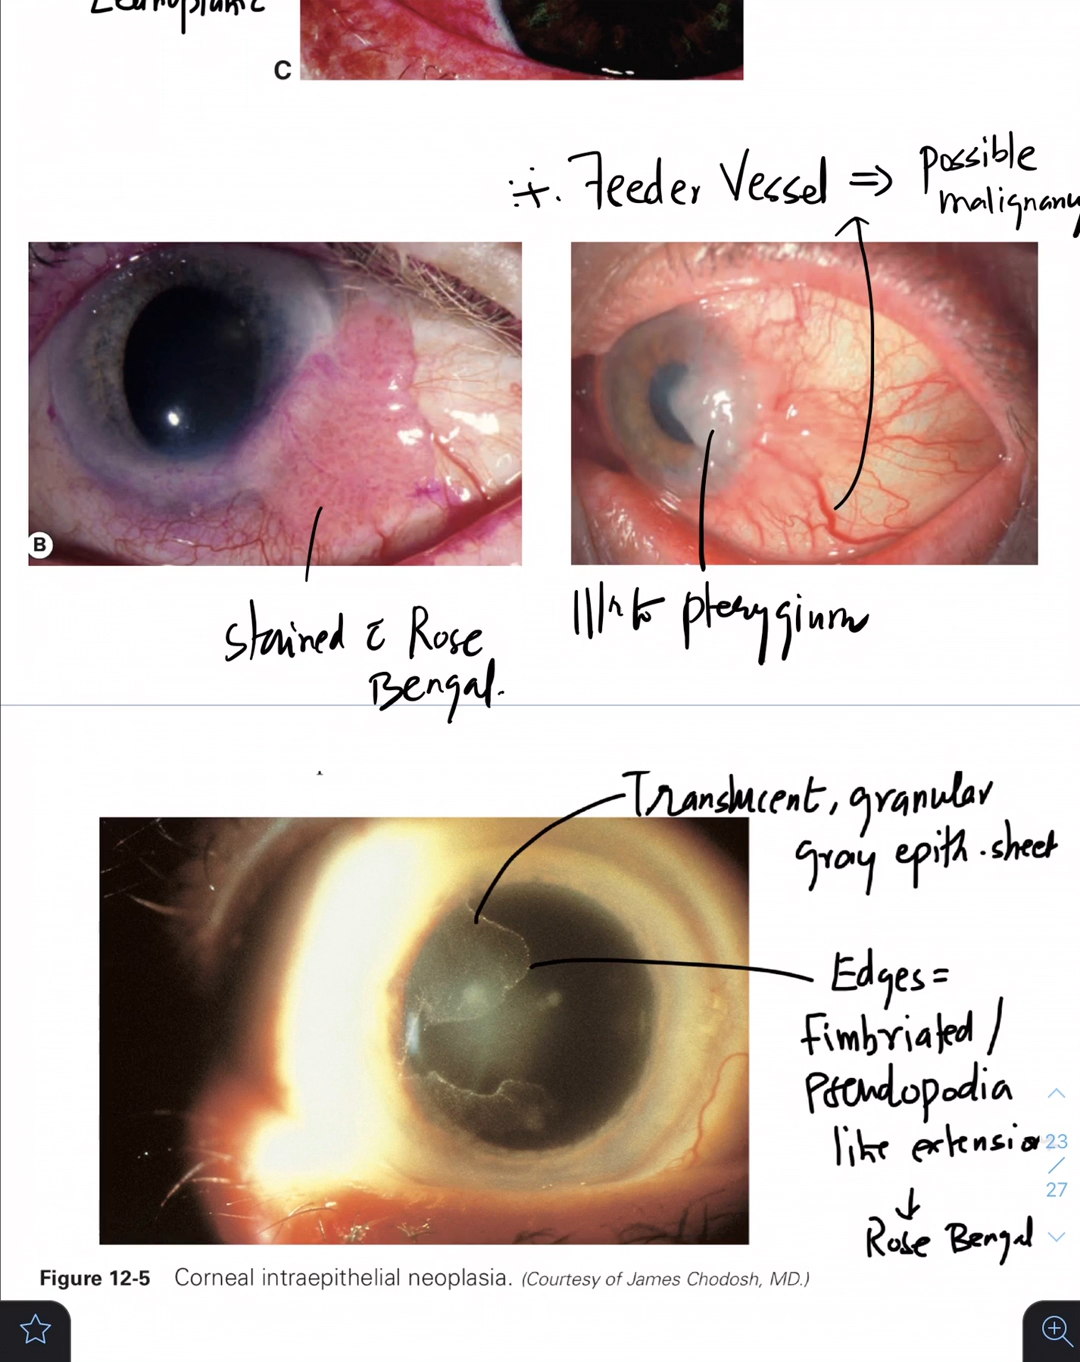 C
∴ Feeder Vessel ⇒ possible
malignany
B
stained c̄ Rose
Bengal.
|||ʳ to pterygium
Translucent, granular
gray epith. sheet
Edges =
Fimbriated /
Pseudopodia
like extension
↓
Rose Bengal
23
/
27
Figure 12-5 Corneal intraepithelial neoplasia. (Courtesy of James Chodosh, MD.)